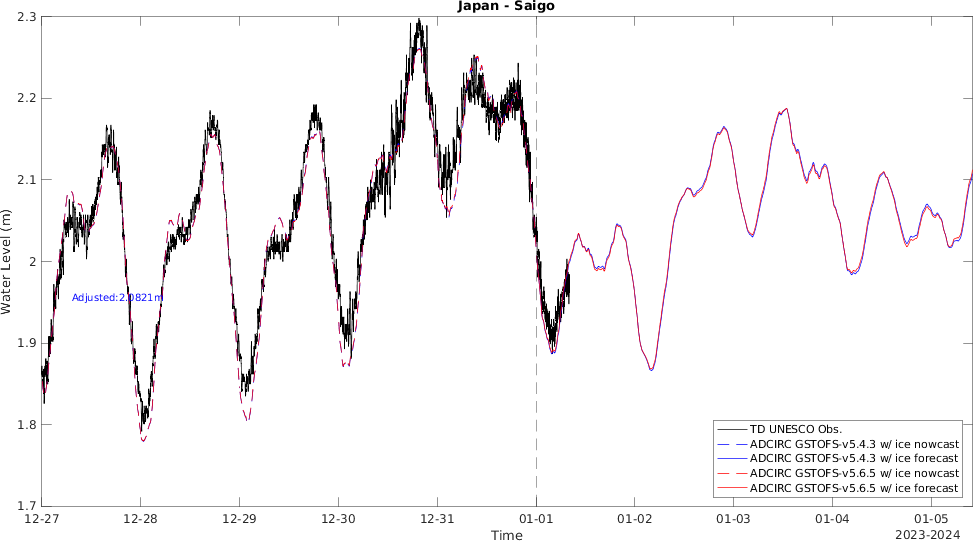 Japan - Saigo
Water Level (m)
2.3
2.2
2.1
2
1.9
1.8
1.7
Adjusted:2.0821m
TD UNESCO Obs.
ADCIRC GSTOFS-v5.4.3 w/ ice nowcast
ADCIRC GSTOFS-v5.4.3 w/ ice forecast
ADCIRC GSTOFS-v5.6.5 w/ ice nowcast
ADCIRC GSTOFS-v5.6.5 w/ ice forecast
12-27 12-28 12-29 12-30 12-31 01-01 01-02 01-03 01-04 01-05
Time
2023-2024